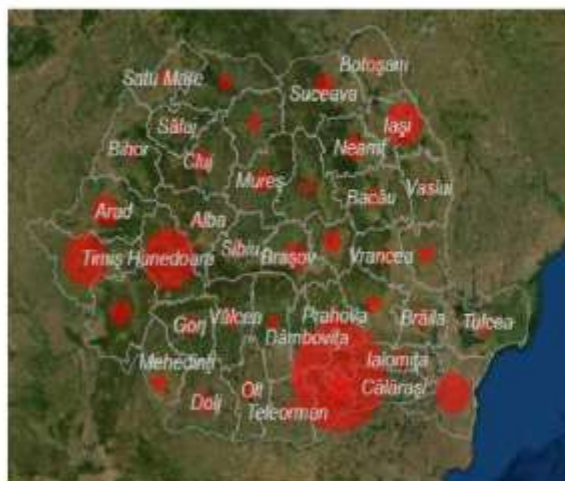 Botoșani
Satu Mare
Suceava
Sălaj
Iași
Bihor
Cluj
Neamț
Mureș
Bacău
Vaslui
Arad
Alba
Timiș Hunedoara
Sibiu
Brașov
Vrancea
Gorj
Vâlcea
Prahova
Brăila
Tulcea
Dâmbovița
Mehedinți
Ialomița
Călărași
Dolj
Olt
Teleorman